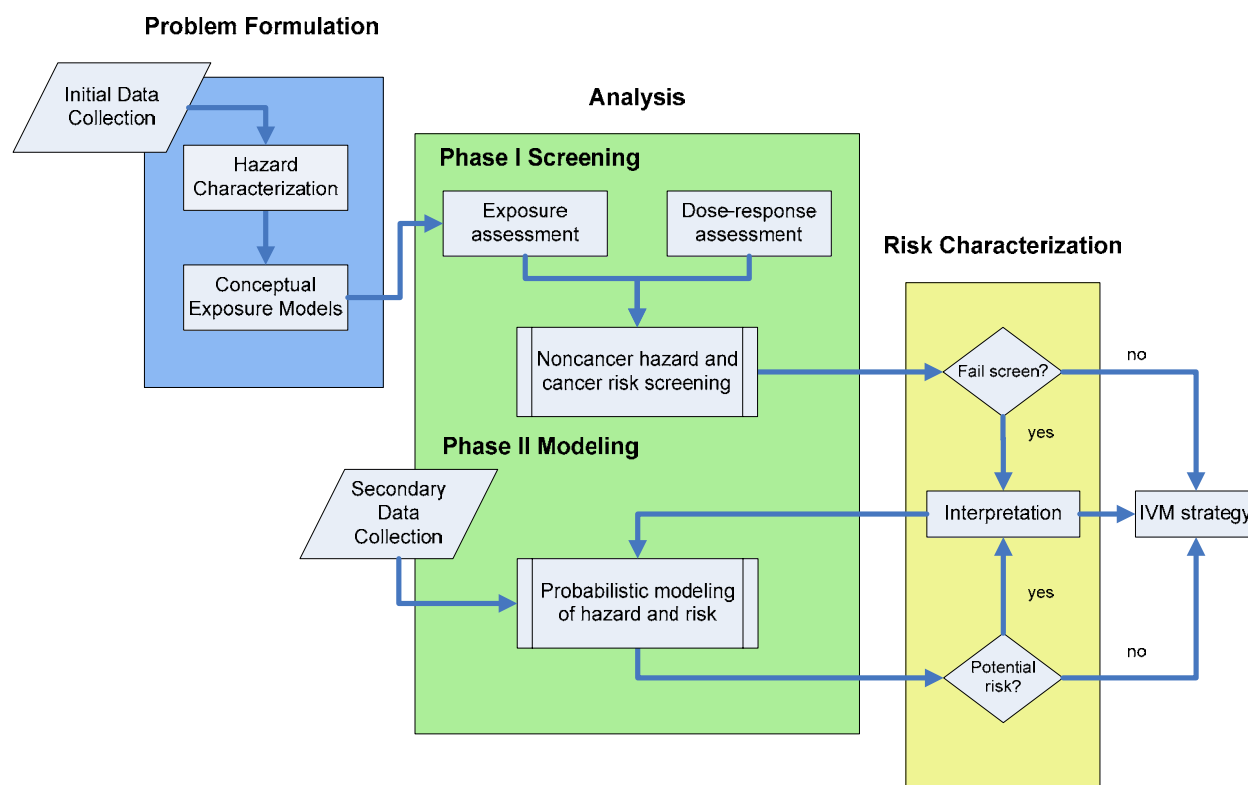 Problem Formulation
Initial Data
Collection
Hazard
Characterization
Conceptual
Exposure Models
Analysis
Phase I Screening
Exposure
assessment
Dose-response
assessment
Noncancer hazard and
cancer risk screening
Phase II Modeling
Secondary
Data
Collection
Probabilistic modeling
of hazard and risk
Risk Characterization
Fail screen?
no
yes
Interpretation
IVM strategy
yes
Potential
risk?
no